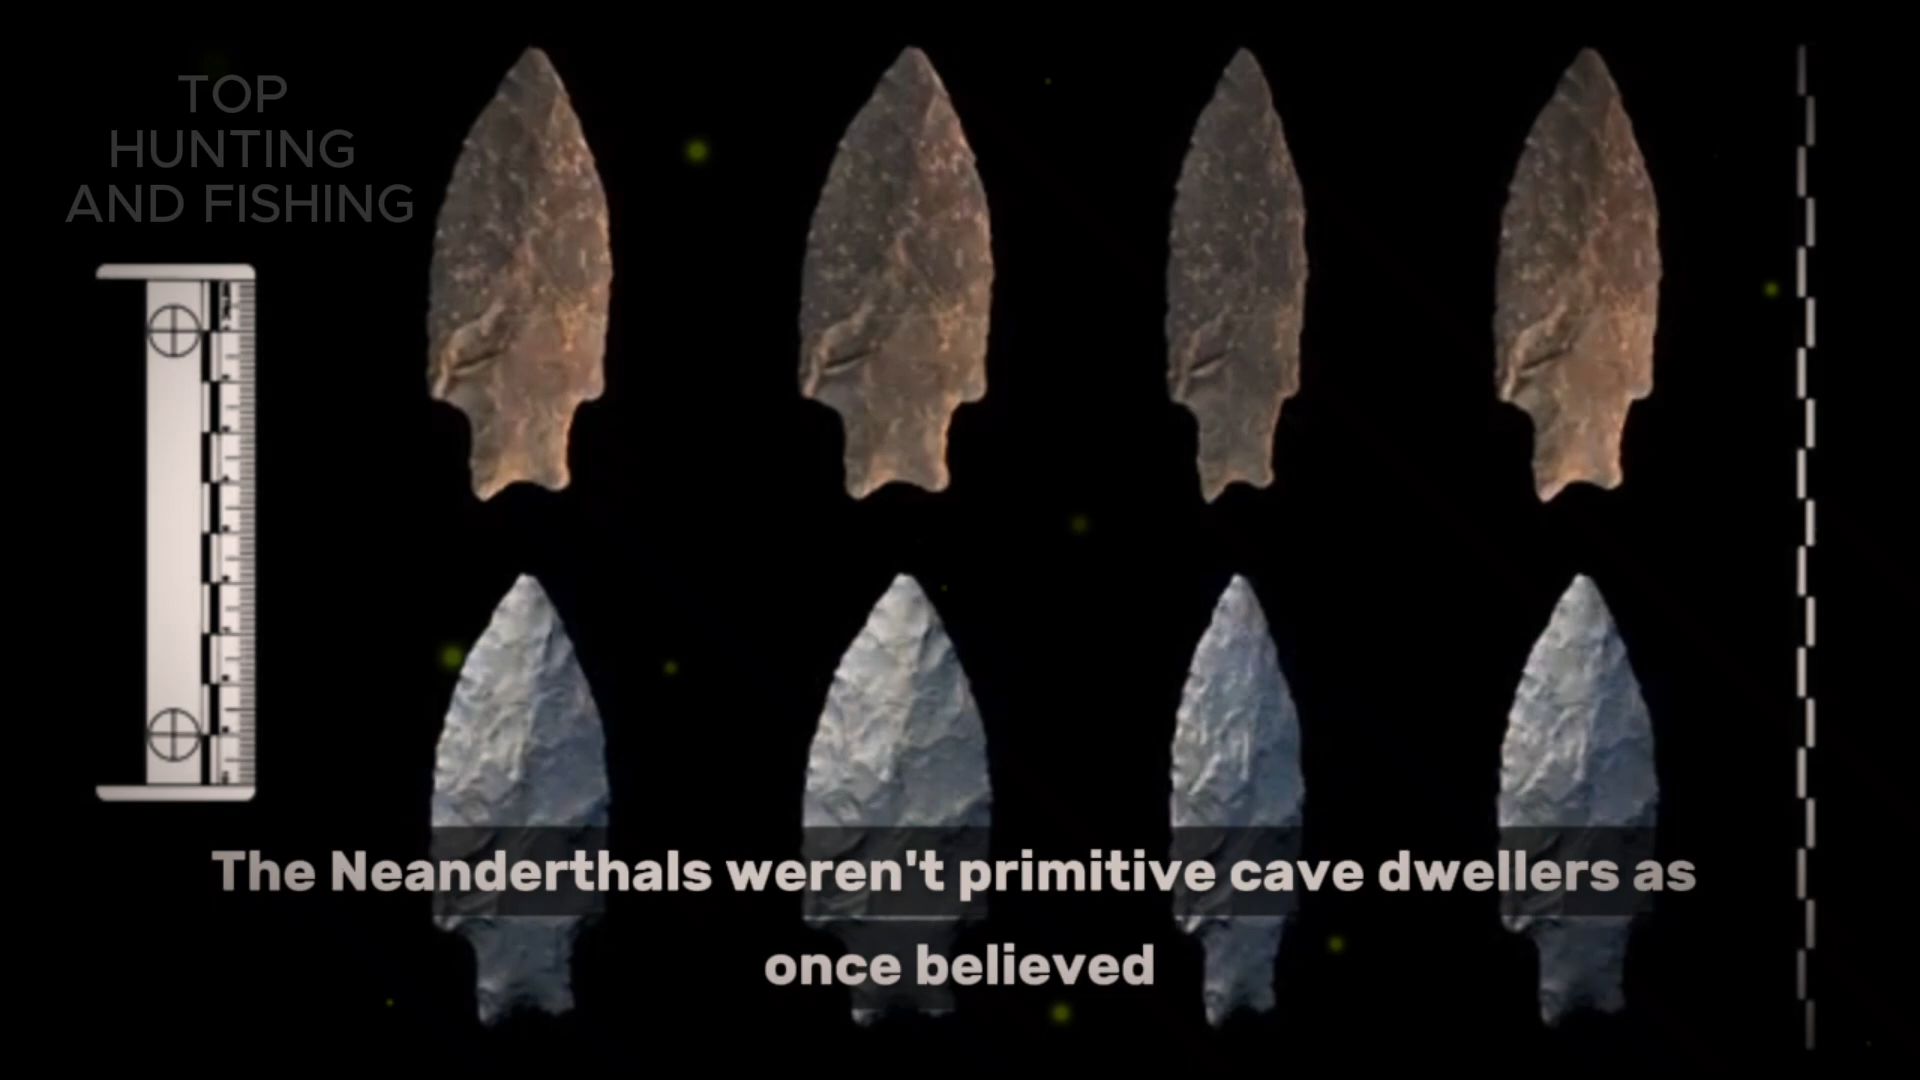 TOP
HUNTING
AND FISHING
The Neanderthals weren't primitive cave dwellers as
once believed